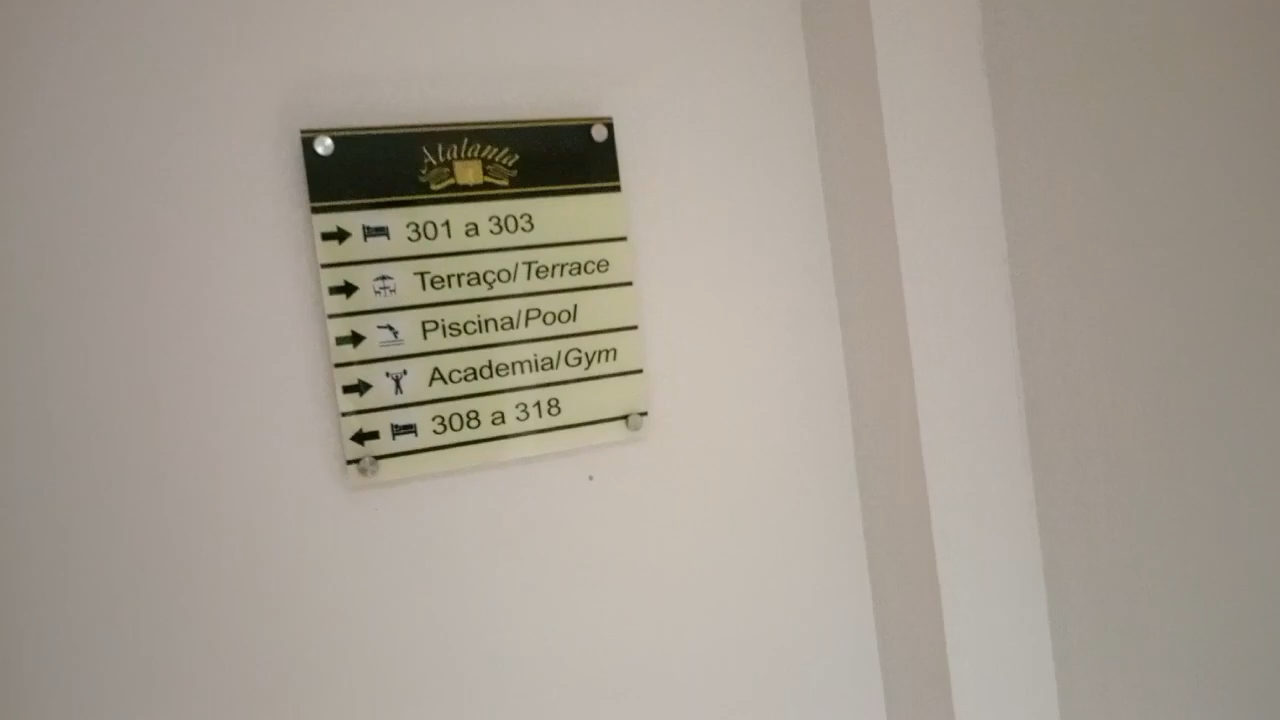 Atalanta
301 a 303
Terraço/Terrace
Piscina/Pool
Academia/Gym
308 a 318